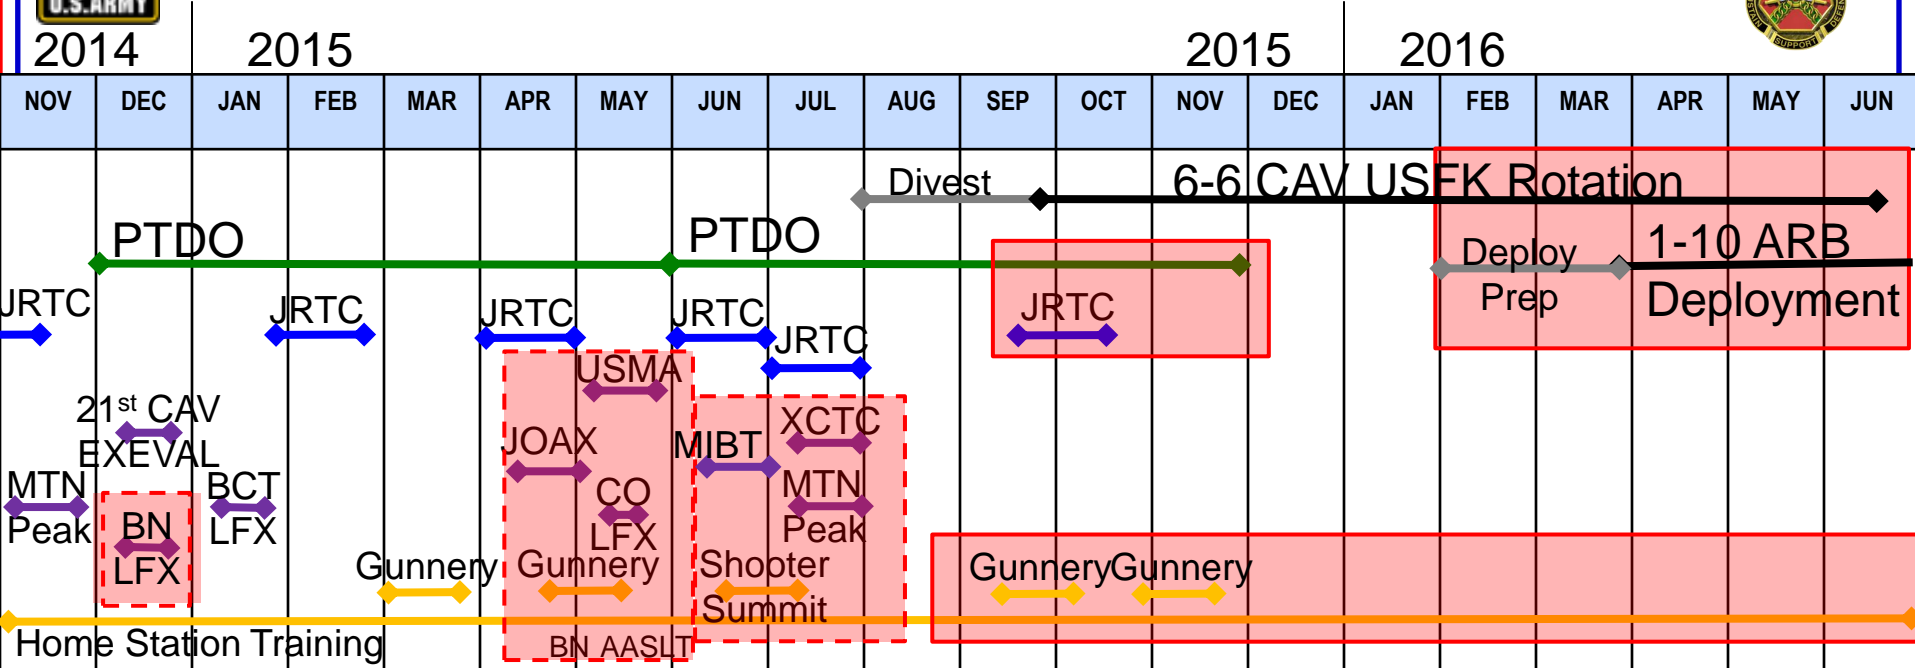 U.S.ARMY
SUSTAIN SUPPORT DEFEND
2014 2015 2015 2016
NOV DEC JAN FEB MAR APR MAY JUN JUL AUG SEP OCT NOV DEC JAN FEB MAR APR MAY JUN
Divest 6-6 CAV USFK Rotation
PTDO PTDO
Deploy
Prep
1-10 ARB
Deployment
JRTC JRTC JRTC JRTC JRTC JRTC
USMA
21st CAV
EXEVAL
JOAX
MIBT
XCTC
MTN
Peak
BN
LFX
BCT
LFX
CO
LFX
MTN
Peak
Gunnery Gunnery
Shooter
Summit
Gunnery Gunnery
Home Station Training
BN AASLT